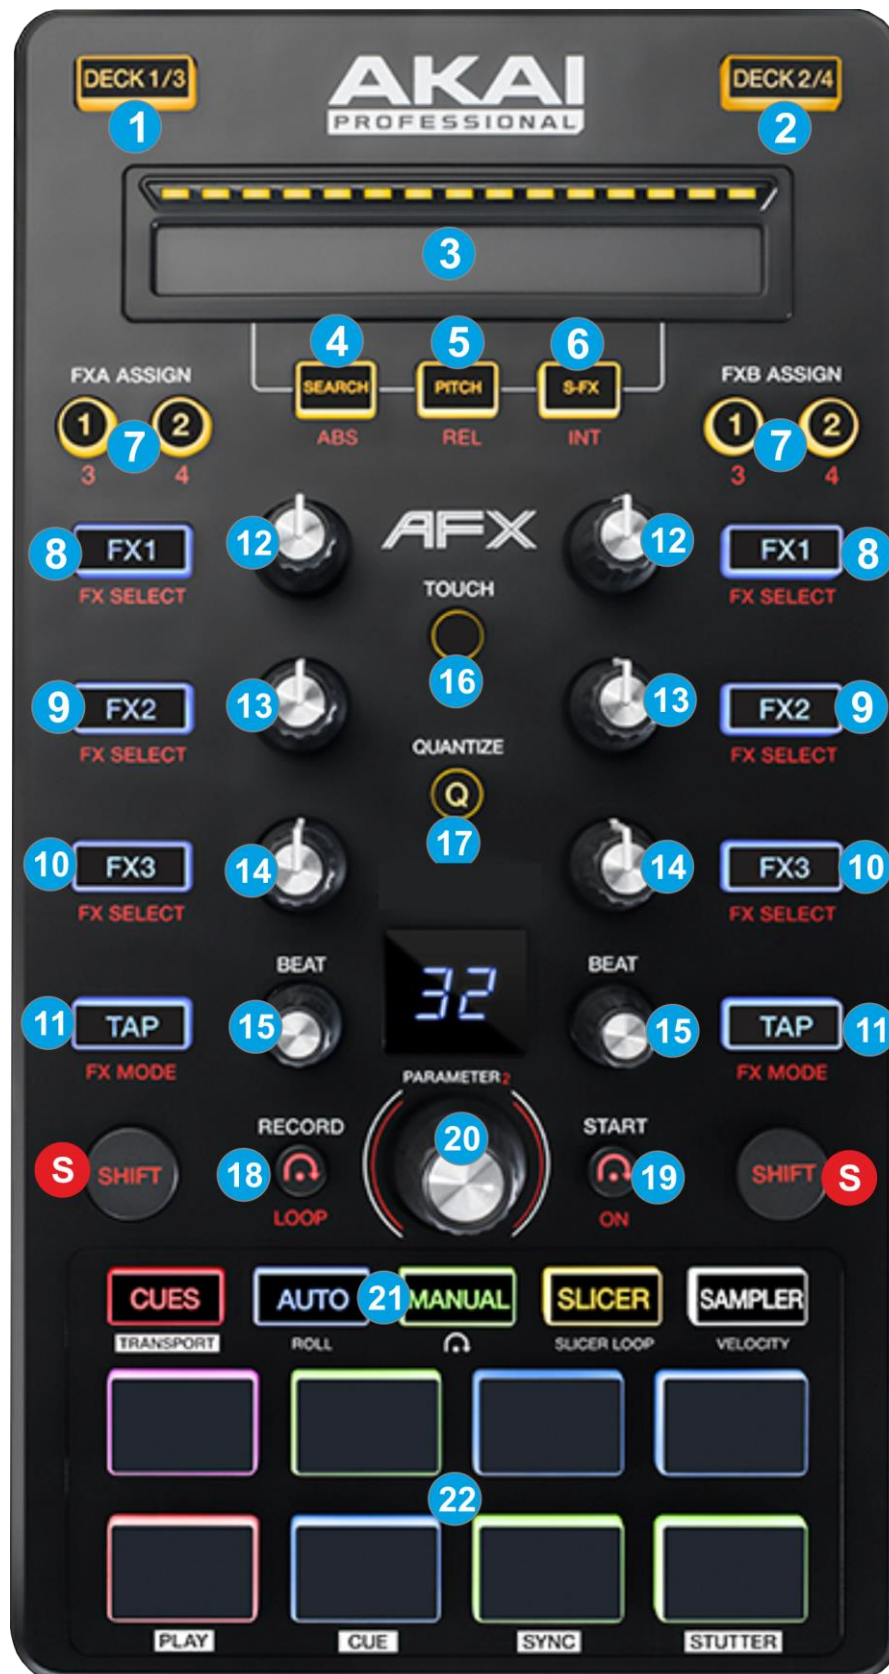 DECK 1/3
AKAI
DECK 2/4
PROFESSIONAL
1
2
3
4 5 6
FXA ASSIGN
FXB ASSIGN
SEARCH PITCH S-FX
1 7 2
1 7 2
ABS REL INT
3 4
3 4
12 AFX 12
8 FX1
FX1 8
FX SELECT
TOUCH
FX SELECT
16
9 FX2 13
13 FX2 9
FX SELECT
QUANTIZE
FX SELECT
Q
17
10 FX3 14
14 FX3 10
FX SELECT
FX SELECT
BEAT
BEAT
32
11 TAP 15
15 TAP 11
FX MODE
PARAMETER 2
FX MODE
RECORD
START
20
S SHIFT 18
19 SHIFT S
LOOP
ON
CUES AUTO 21 MANUAL SLICER SAMPLER
TRANSPORT ROLL SLICER LOOP VELOCITY
22
PLAY CUE SYNC STUTTER